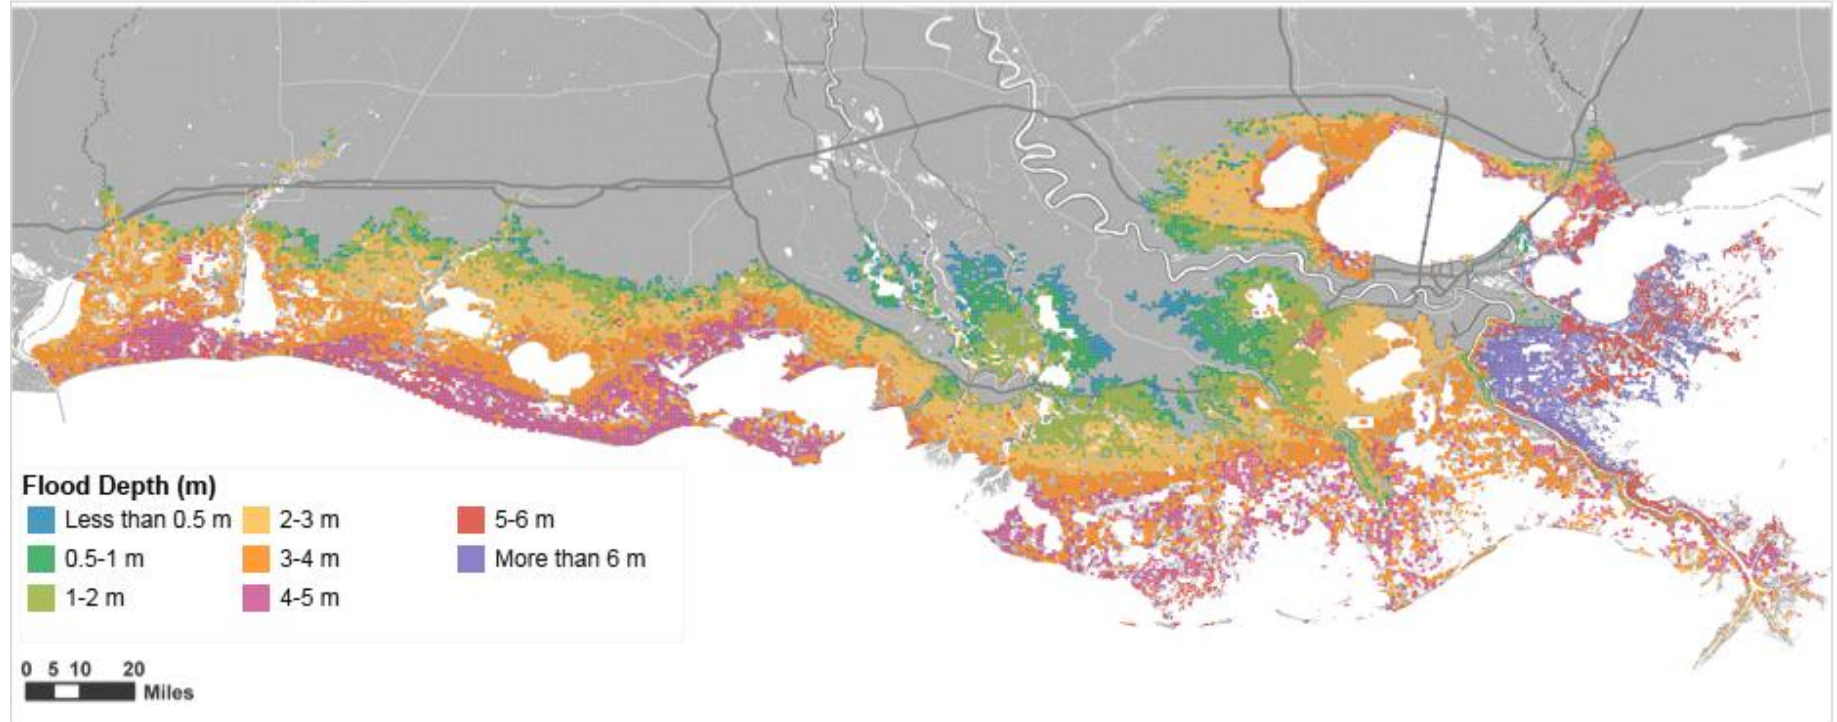 Flood Depth (m)
Less than 0.5 m
2-3 m
5-6 m
0.5-1 m
3-4 m
More than 6 m
1-2 m
4-5 m
0 5 10 20
Miles